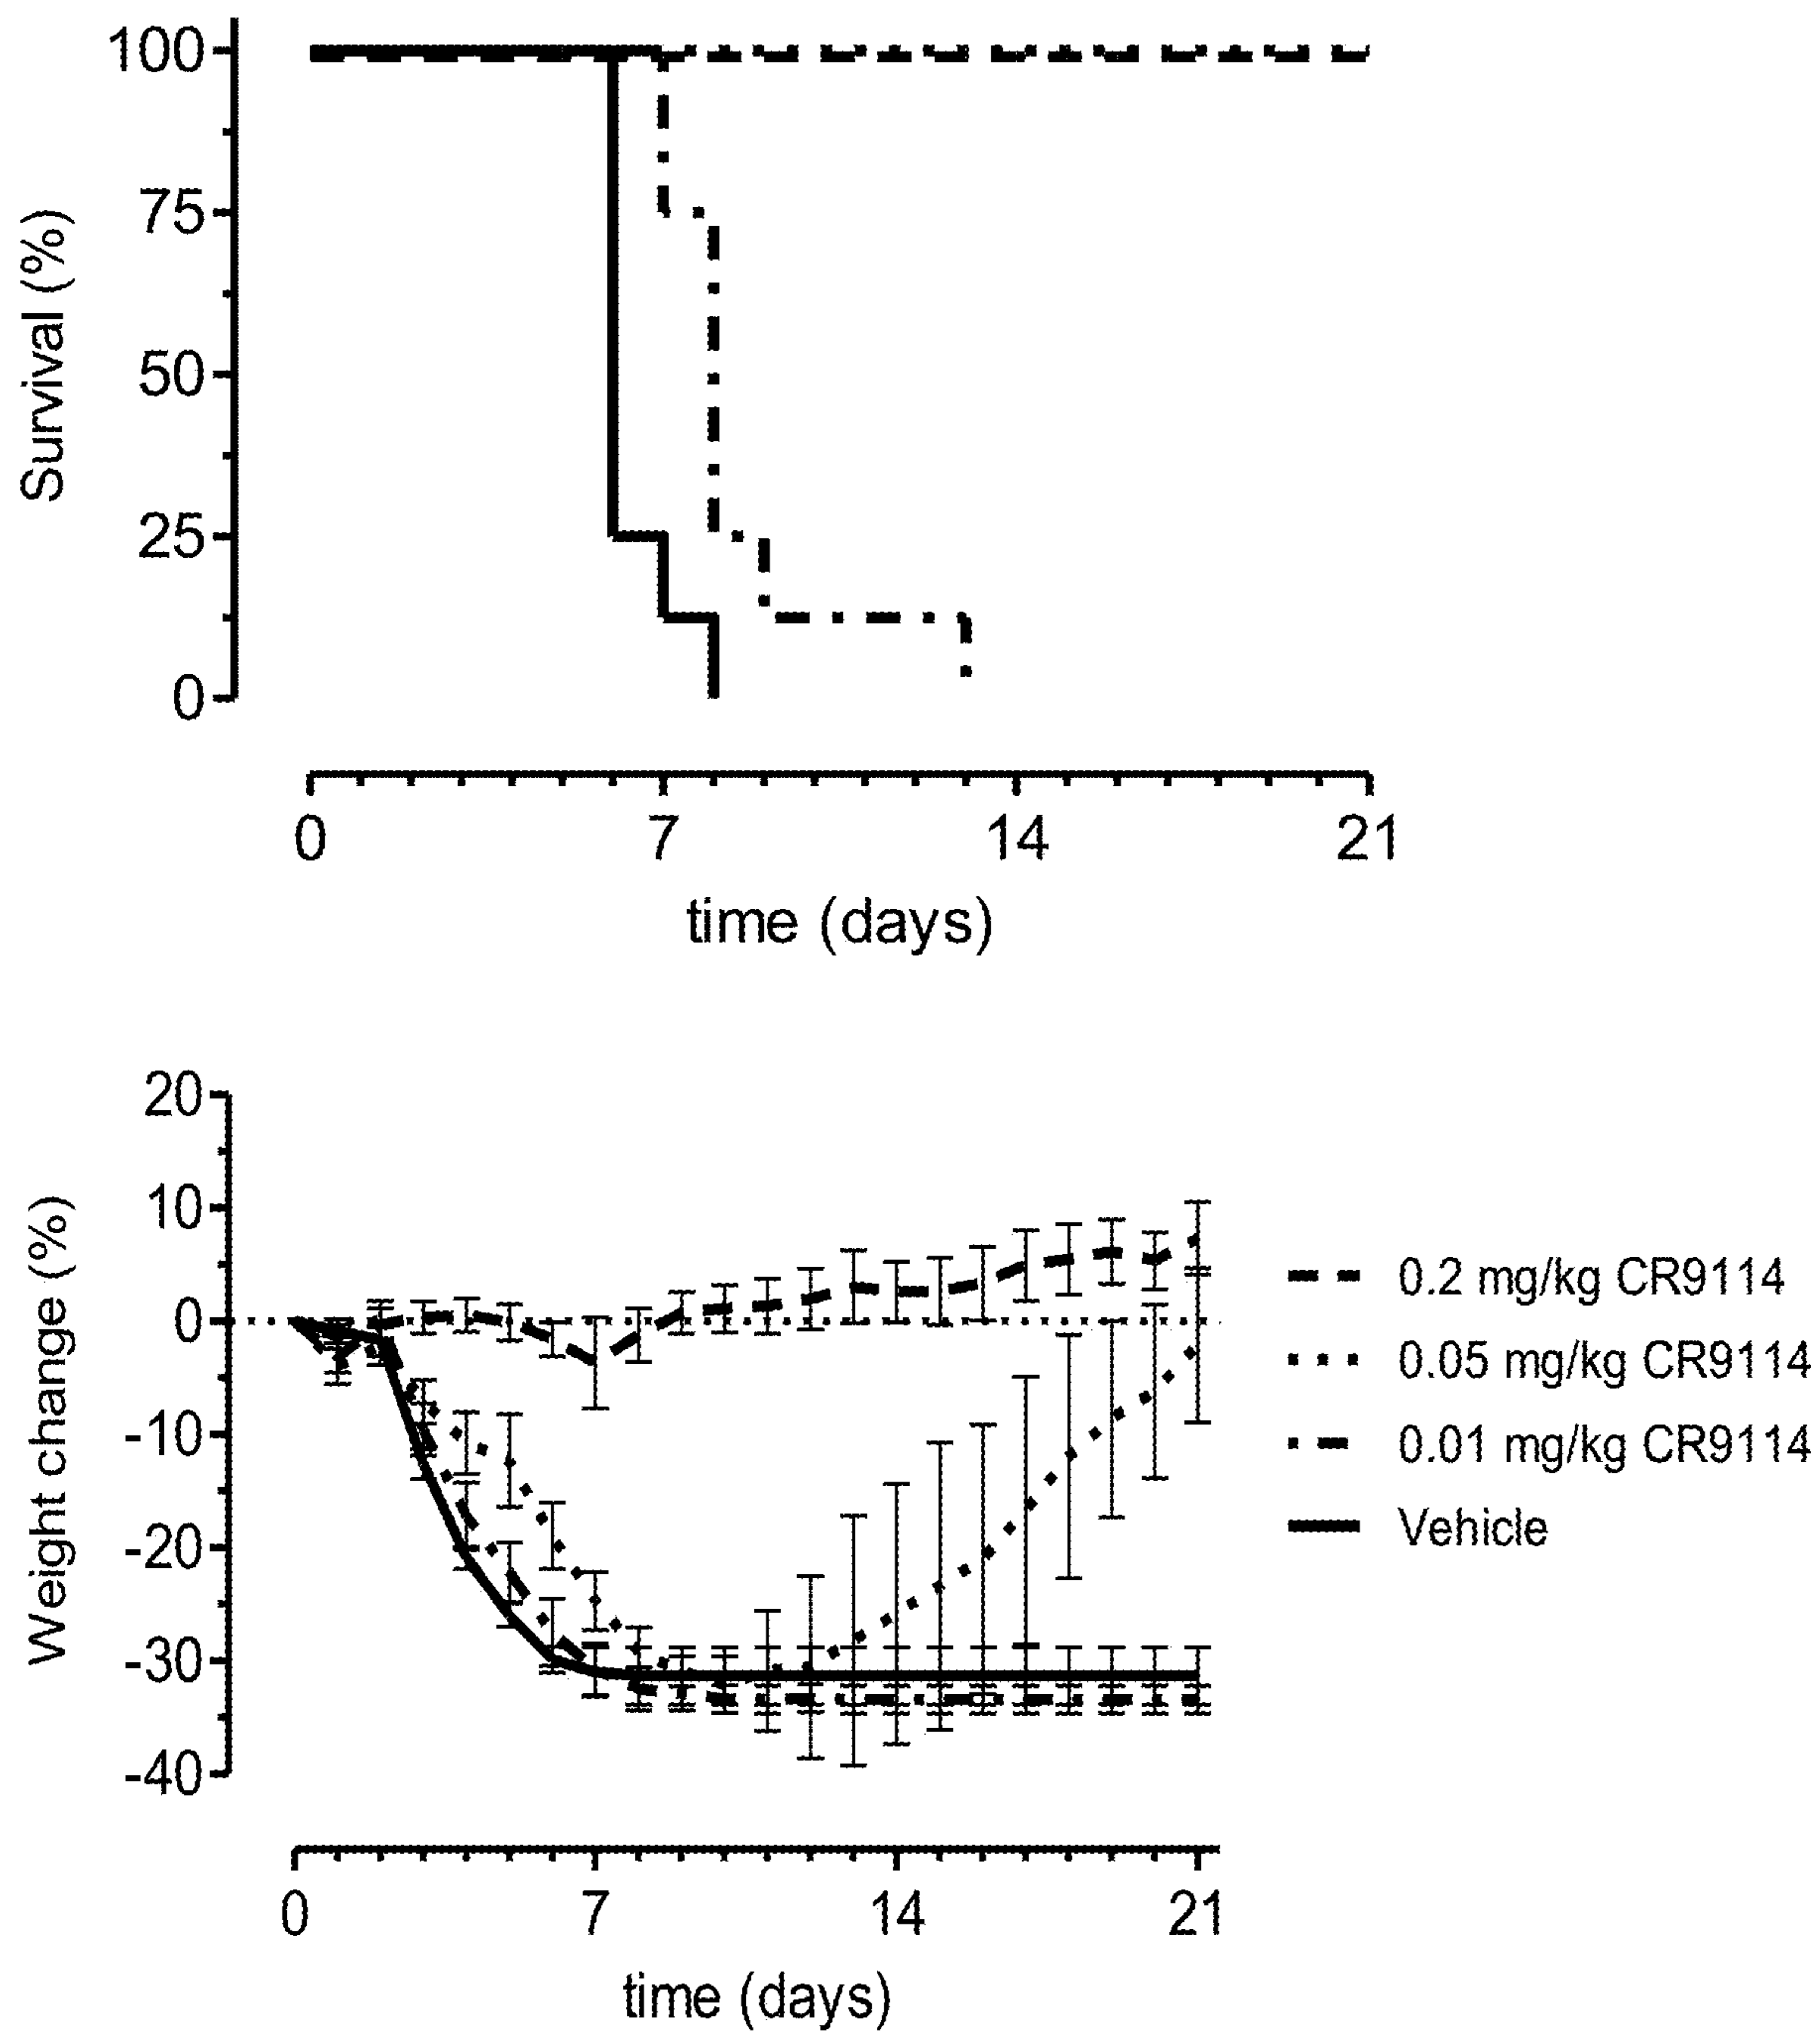 100
75
50
25
0
Survival (%)
0 7 14 21
time (days)
20
10
0
-10
-20
-30
-40
Weight change (%)
0.2 mg/kg CR9114
0.05 mg/kg CR9114
0.01 mg/kg CR9114
Vehicle
0 7 14 21
time (days)